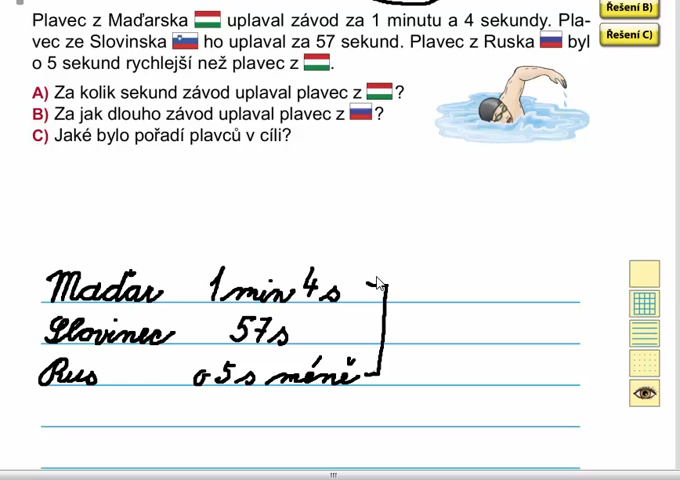 Řešení B)
Řešení C)
Plavec z Maďarska uplaval závod za 1 minutu a 4 sekundy. Pla-
vec ze Slovinska ho uplaval za 57 sekund. Plavec z Ruska byl
o 5 sekund rychlejší než plavec z .
A) Za kolik sekund závod uplaval plavec z ?
B) Za jak dlouho závod uplaval plavec z ?
C) Jaké bylo pořadí plavců v cíli?
Maďar 1 min 4 s
Slovinec 57s
Rus o 5 s méně